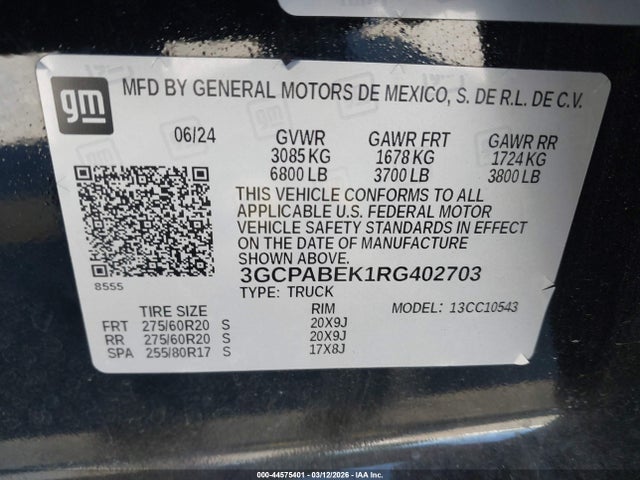 gm
MFD BY GENERAL MOTORS DE MEXICO, S. DE R.L. DE C.V.
06/24 GVWR GAWR FRT GAWR RR
3085 KG 1678 KG 1724 KG
6800 LB 3700 LB 3800 LB
THIS VEHICLE CONFORMS TO ALL
APPLICABLE U.S. FEDERAL MOTOR
VEHICLE SAFETY STANDARDS IN EFFECT
ON THE DATE OF MANUFACTURE
SHOWN ABOVE.
8555
3GCPABEK1RG402703
TYPE: TRUCK MODEL: 13CC10543
TIRE SIZE RIM
FRT 275/60R20 S 20X9J
RR 275/60R20 S 20X9J
SPA 255/80R17 S 17X8J
000-44575401 - 03/12/2026 - IAA, Inc.